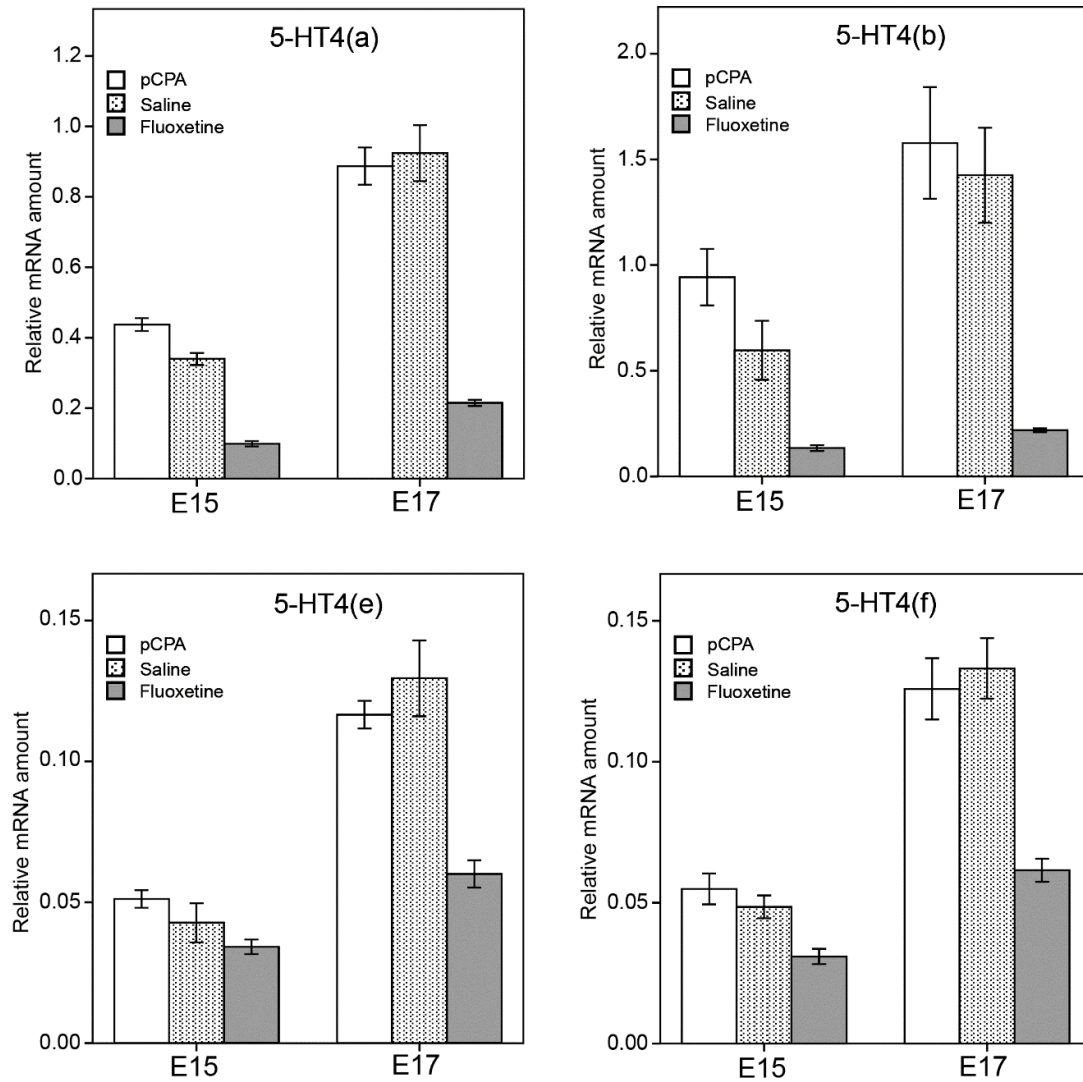 5-HT4(a)
pCPA
Saline
Fluoxetine
Relative mRNA amount
1.2
1.0
0.8
0.6
0.4
0.2
0.0
E15 E17
5-HT4(b)
pCPA
Saline
Fluoxetine
Relative mRNA amount
2.0
1.5
1.0
0.5
0.0
E15 E17
5-HT4(e)
pCPA
Saline
Fluoxetine
Relative mRNA amount
0.15
0.10
0.05
0.00
E15 E17
5-HT4(f)
pCPA
Saline
Fluoxetine
Relative mRNA amount
0.15
0.10
0.05
0.00
E15 E17